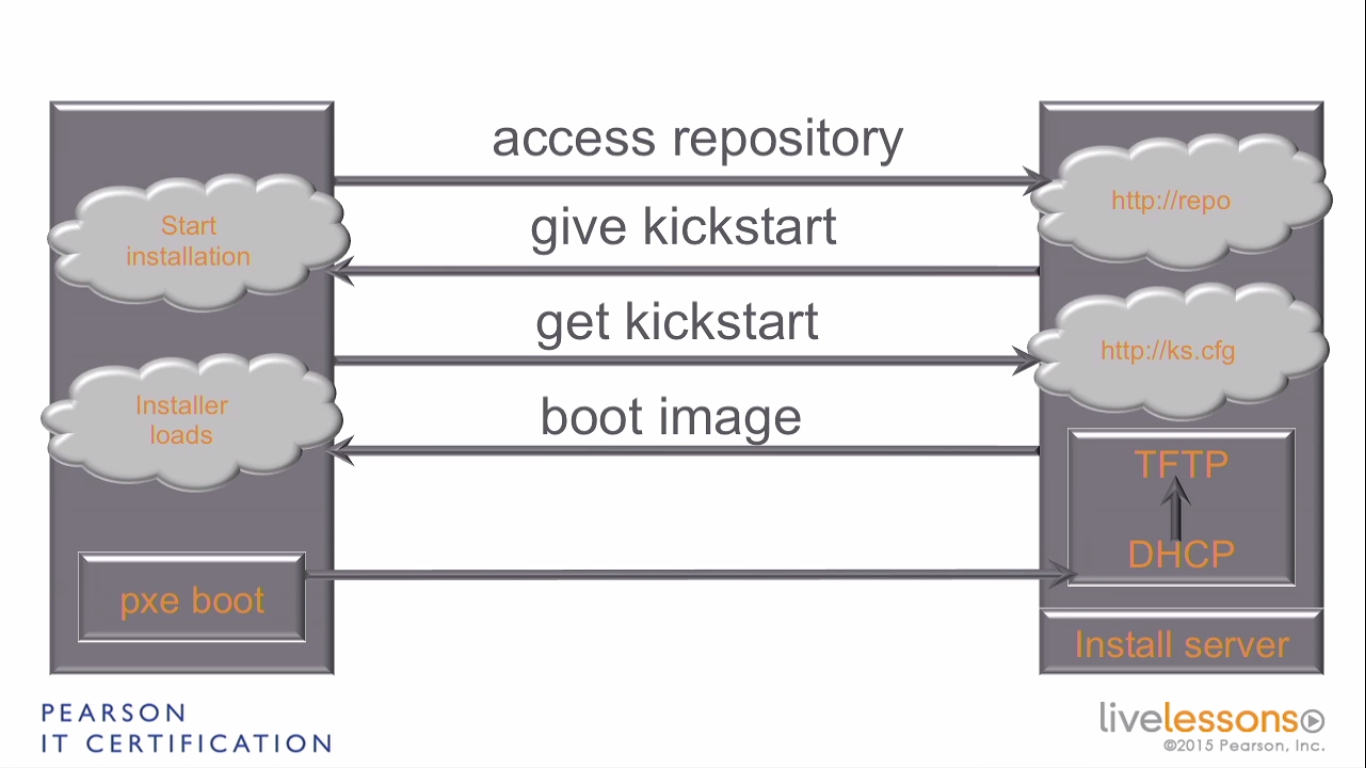 access repository
http://repo
Start
installation
give kickstart
get kickstart
http://ks.cfg
Installer
loads
boot image
TFTP
DHCP
pxe boot
Install server
PEARSON
IT CERTIFICATION
livelessons
©2015 Pearson, Inc.